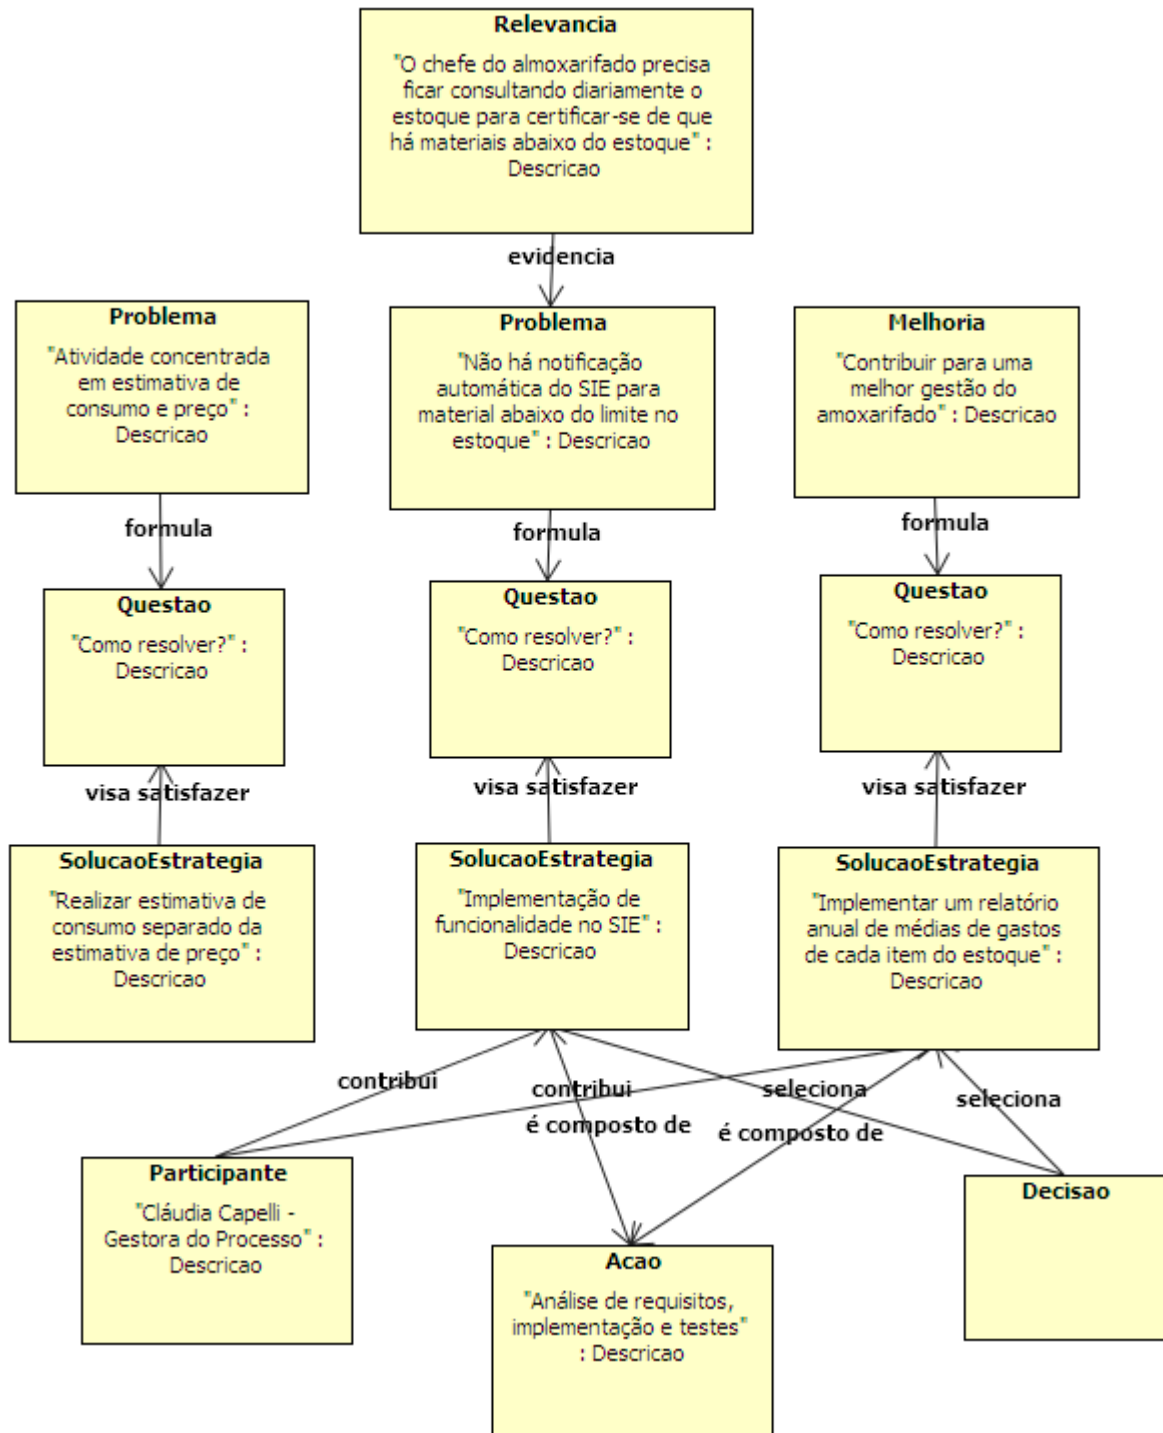 Relevancia
"O chefe do almoxarifado precisa
ficar consultando diariamente o
estoque para certificar-se de que
há materiais abaixo do estoque" :
Descricao
evidencia
Problema
"Atividade concentrada
em estimativa de
consumo e preço" :
Descricao
Problema
"Não há notificação
automática do SIE para
material abaixo do limite no
estoque" : Descricao
Melhoria
"Contribuir para uma
melhor gestão do
amoxarifado" : Descricao
formula
formula
formula
Questao
"Como resolver?" :
Descricao
Questao
"Como resolver?" :
Descricao
Questao
"Como resolver?" :
Descricao
visa satisfazer
visa satisfazer
visa satisfazer
SolucaoEstrategia
"Realizar estimativa de
consumo separado da
estimativa de preço" :
Descricao
SolucaoEstrategia
"Implementação de
funcionalidade no SIE" :
Descricao
SolucaoEstrategia
"Implementar um relatório
anual de médias de gastos
de cada item do estoque" :
Descricao
contribui
contribui
seleciona
seleciona
é composto de
é composto de
Participante
"Cláudia Capelli -
Gestora do Processo" :
Descricao
Acao
"Análise de requisitos,
implementação e testes"
: Descricao
Decisao